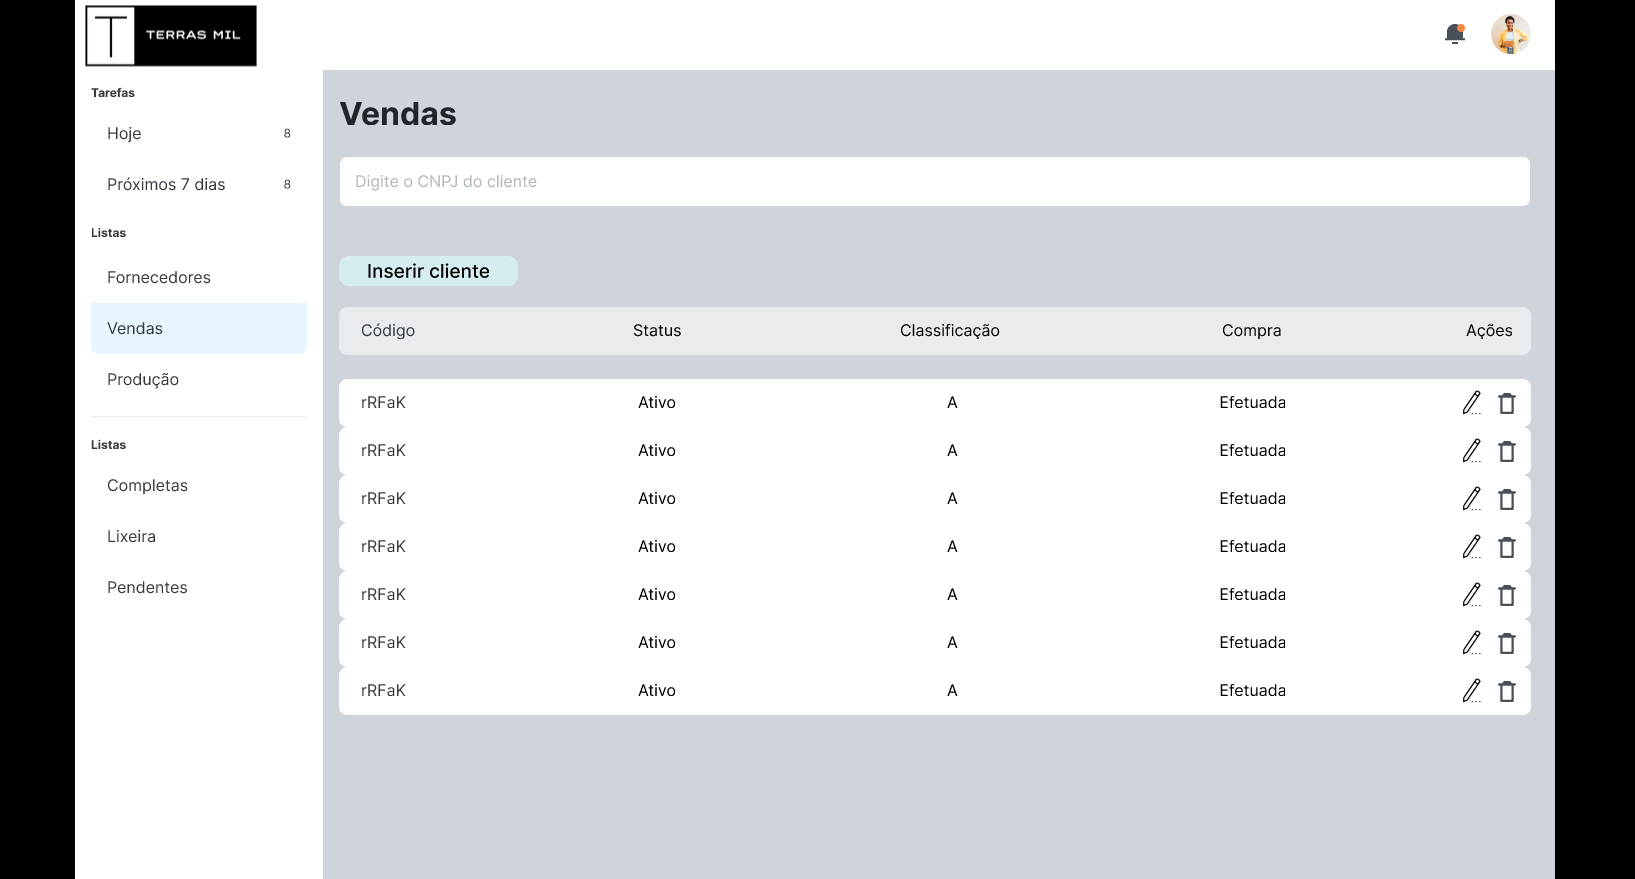 T TERRAS MIL
Tarefas
Hoje 8
Próximos 7 dias 8
Listas
Fornecedores
Vendas
Produção
Listas
Completas
Lixeira
Pendentes
Vendas
Digite o CNPJ do cliente
Inserir cliente
Código Status Classificação Compra Ações
rRFaK Ativo A Efetuada
rRFaK Ativo A Efetuada
rRFaK Ativo A Efetuada
rRFaK Ativo A Efetuada
rRFaK Ativo A Efetuada
rRFaK Ativo A Efetuada
rRFaK Ativo A Efetuada